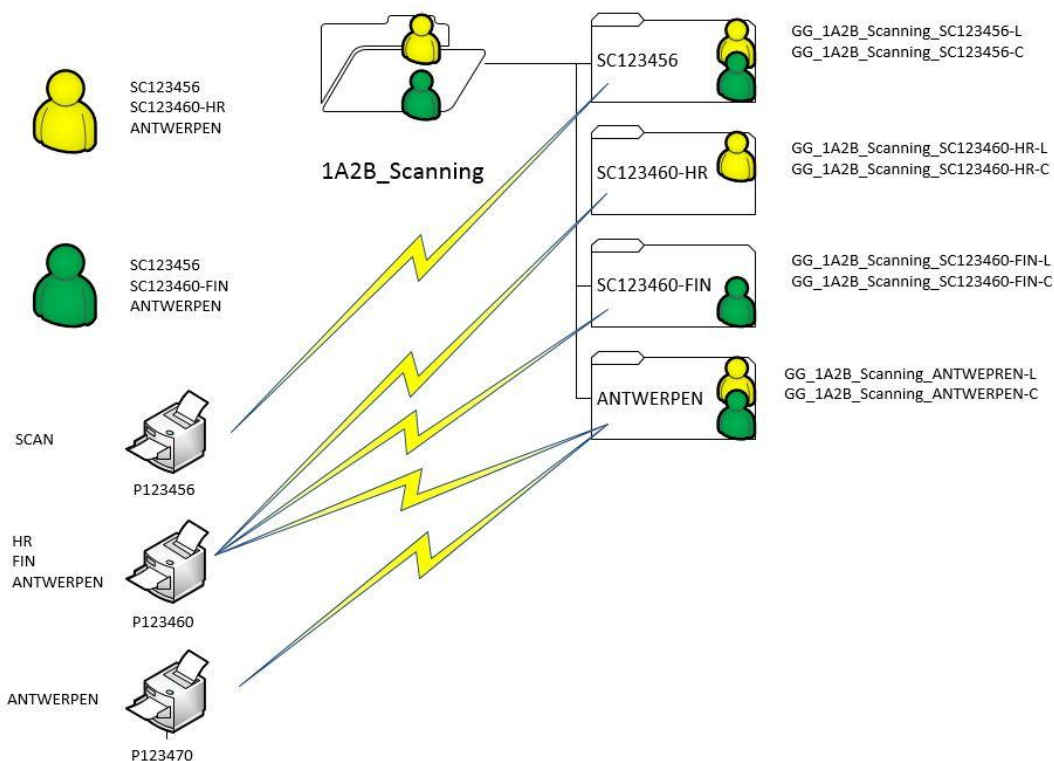 SC123456
SC123460-HR
ANTWERPEN
1A2B_Scanning
SC123456
SC123460-FIN
ANTWERPEN
SCAN
P123456
HR
FIN
ANTWERPEN
P123460
ANTWERPEN
P123470
SC123456
GG_1A2B_Scanning_SC123456-L
GG_1A2B_Scanning_SC123456-C
SC123460-HR
GG_1A2B_Scanning_SC123460-HR-L
GG_1A2B_Scanning_SC123460-HR-C
SC123460-FIN
GG_1A2B_Scanning_SC123460-FIN-L
GG_1A2B_Scanning_SC123460-FIN-C
ANTWERPEN
GG_1A2B_Scanning_ANTWEPREN-L
GG_1A2B_Scanning_ANTWERPEN-C